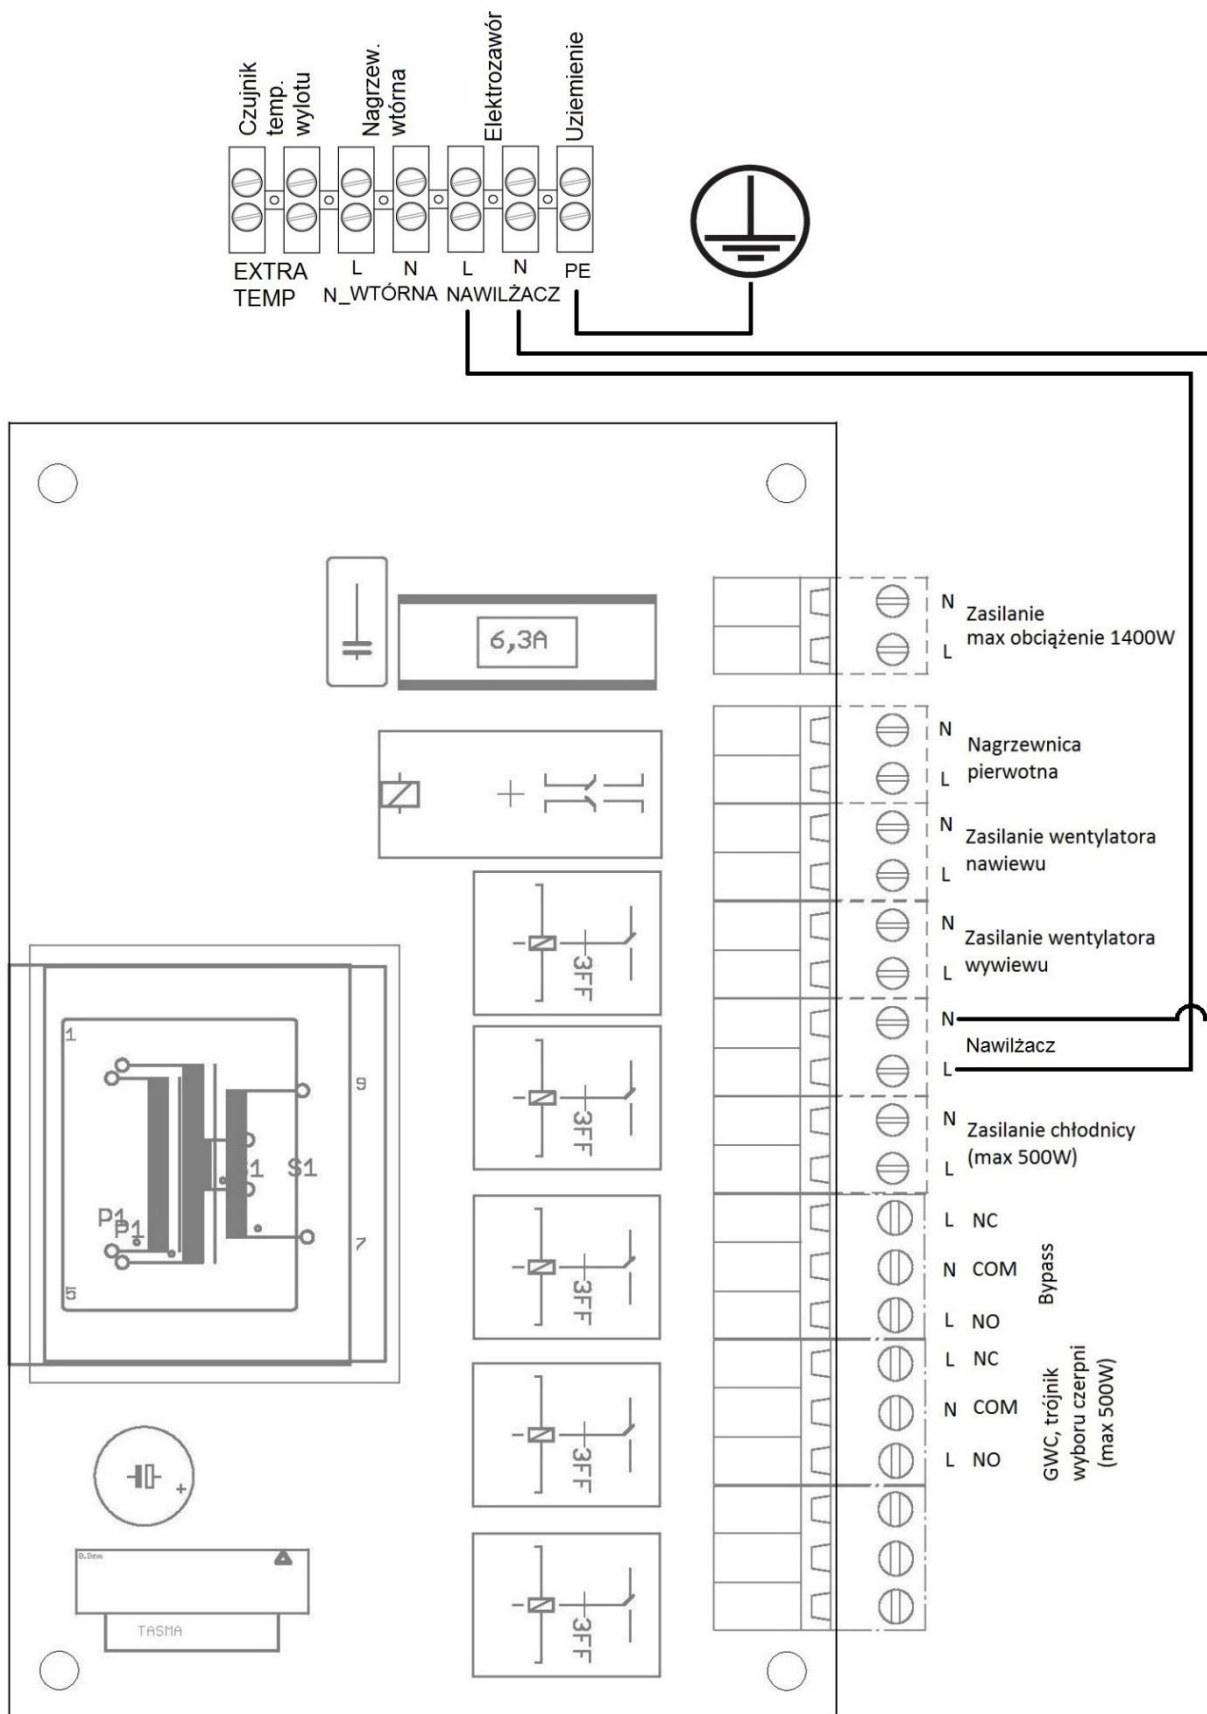 Czujnik
temp.
wylotu
Nagrzew.
wtórna
Elektrozawór
Uziemienie
EXTRA
TEMP
L
N
N_WTÓRNA
L
N
NAWILŻACZ
PE
6,3A
N
Zasilanie
max obciążenie 1400W
L
N
Nagrzewnica
pierwotna
L
N
Zasilanie wentylatora
nawiewu
L
N
Zasilanie wentylatora
wywiewu
L
N
Nawilżacz
L
N
Zasilanie chłodnicy
(max 500W)
L
L NC
N COM
L NO
Bypass
L NC
N COM
L NO
GWC, trójnik
wyboru czerpni
(max 500W)
3FF
3FF
3FF
3FF
3FF
1
9
S1
S1
P1
P1
7
5
+
TASMA